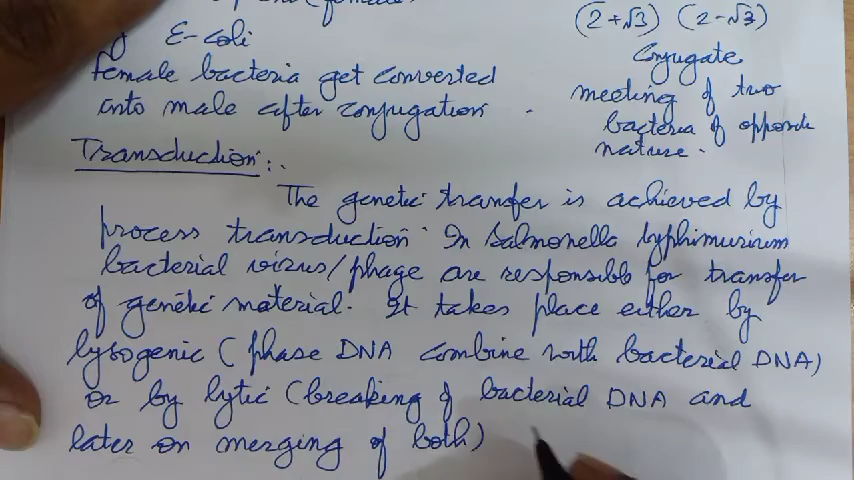 (2+√3) (2-√3)
E-coli
Conjugate
female bacteria get converted
into male after conjugation.
meeting of two
bacteria of opposite
nature.
Transduction:-
The genetic transfer is achieved by
process transduction. In Salmonella typhimurium
bacterial virus/phage are responsible for transfer
of genetic material. It takes place either by
lysogenic (phase DNA combine with bacterial DNA)
or by lytic (breaking of bacterial DNA and
later on merging of both)